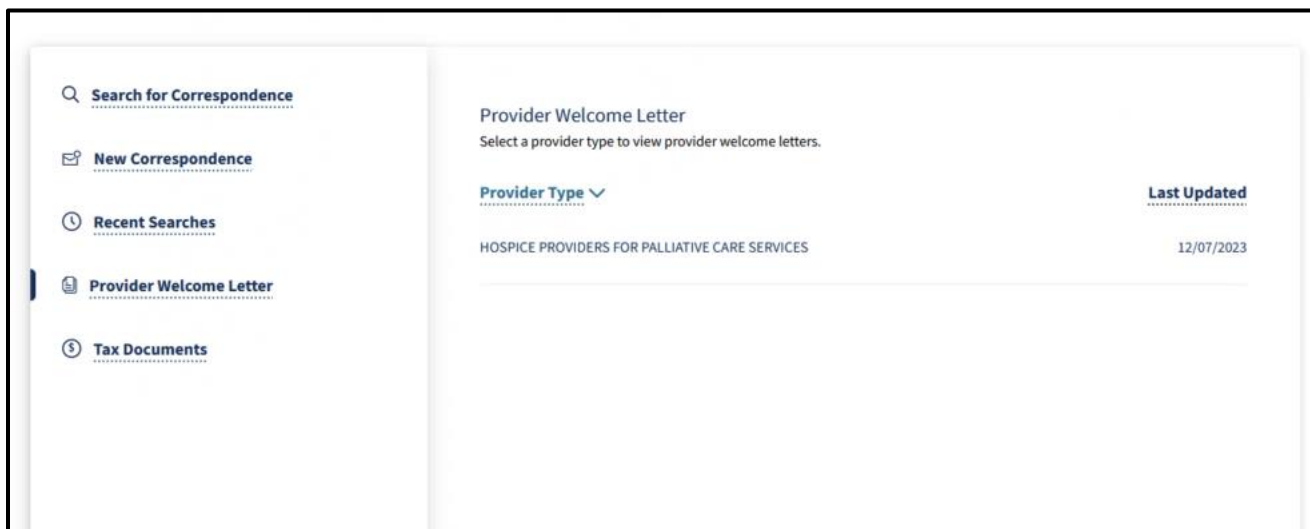 Search for Correspondence
New Correspondence
Recent Searches
Provider Welcome Letter
Tax Documents
Provider Welcome Letter
Select a provider type to view provider welcome letters.
Provider Type Last Updated
HOSPICE PROVIDERS FOR PALLIATIVE CARE SERVICES 12/07/2023